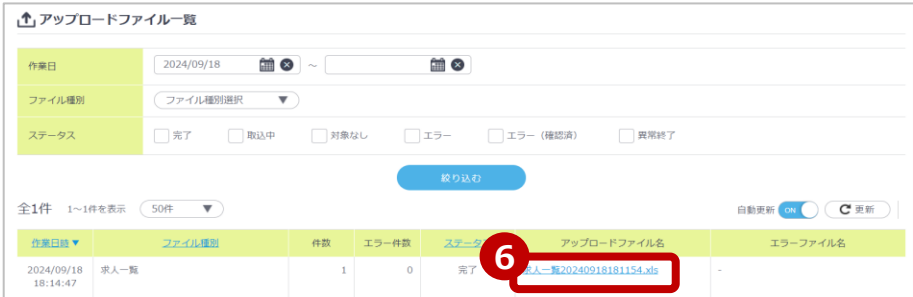 アップロードファイル一覧
作業日 2024/09/18 ～
ファイル種別 ファイル種別選択 ▼
ステータス 完了 取込中 対象なし エラー エラー（確認済） 異常終了
絞り込む
全1件 1～1件を表示 50件 ▼ 自動更新 ON 更新
作業日時▼ ファイル種別 件数 エラー件数 ステータ アップロードファイル名 エラーファイル名
6
2024/09/18 求人一覧 1 0 完了 求人一覧20240918181154.xls -
18:14:47